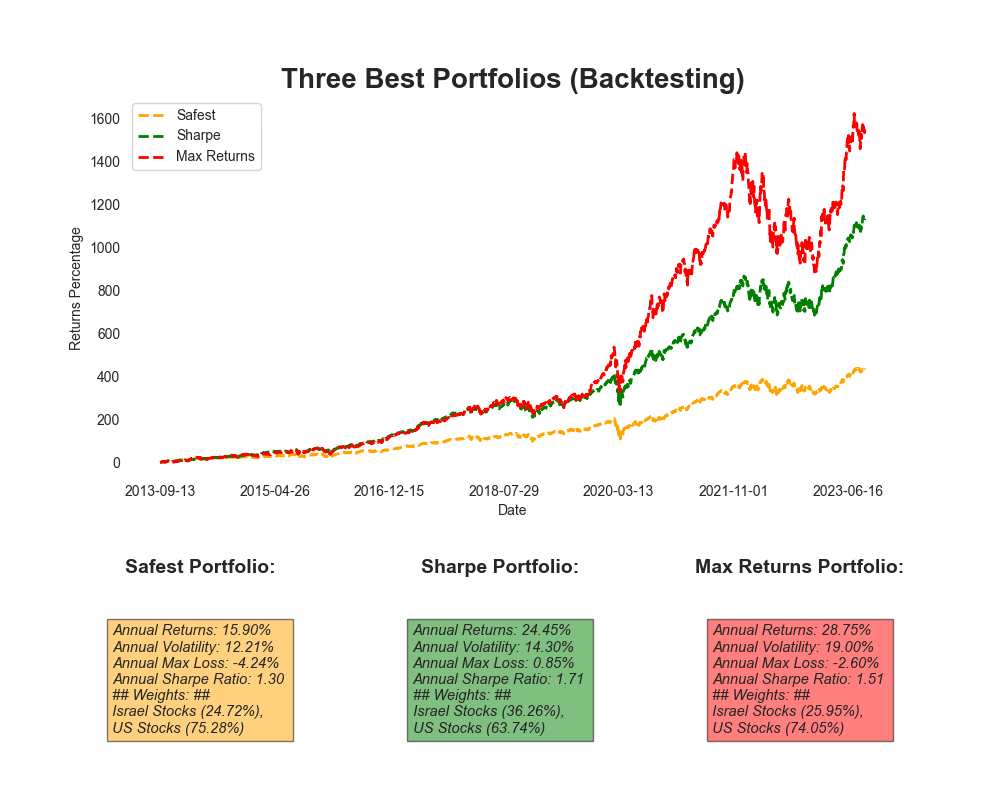 Three Best Portfolios (Backtesting)
Safest
Sharpe
Max Returns
Returns Percentage
1600
1400
1200
1000
800
600
400
200
0
2013-09-13
2015-04-26
2016-12-15
2018-07-29
2020-03-13
2021-11-01
2023-06-16
Date
Safest Portfolio:
Annual Returns: 15.90%
Annual Volatility: 12.21%
Annual Max Loss: -4.24%
Annual Sharpe Ratio: 1.30
## Weights: ##
Israel Stocks (24.72%),
US Stocks (75.28%)
Sharpe Portfolio:
Annual Returns: 24.45%
Annual Volatility: 14.30%
Annual Max Loss: 0.85%
Annual Sharpe Ratio: 1.71
## Weights: ##
Israel Stocks (36.26%),
US Stocks (63.74%)
Max Returns Portfolio:
Annual Returns: 28.75%
Annual Volatility: 19.00%
Annual Max Loss: -2.60%
Annual Sharpe Ratio: 1.51
## Weights: ##
Israel Stocks (25.95%),
US Stocks (74.05%)